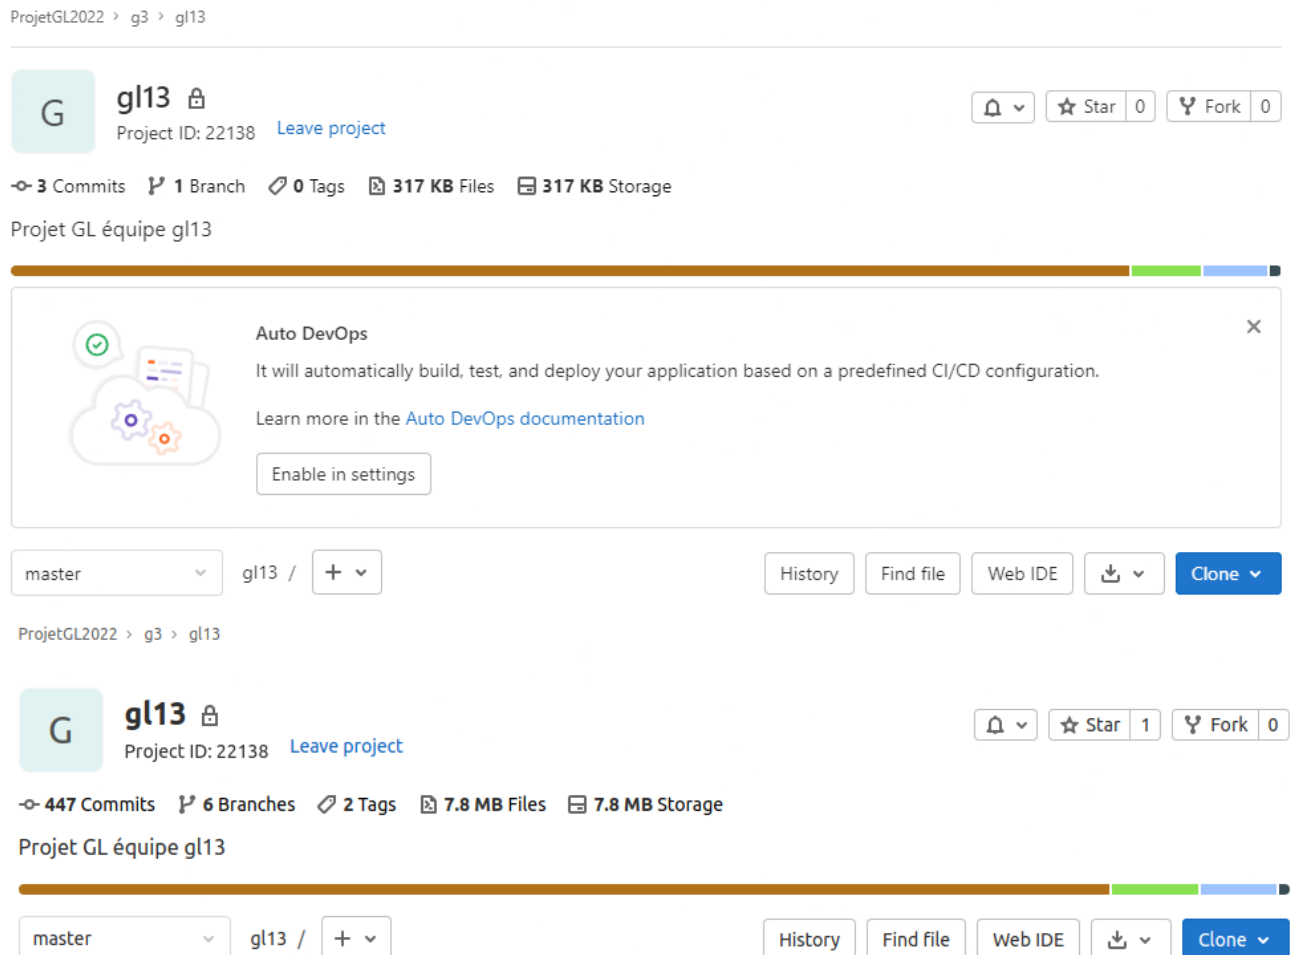 ProjetGL2022 > g3 > gl13
G
gl13
Project ID: 22138 Leave project
Star 0 Fork 0
3 Commits 1 Branch 0 Tags 317 KB Files 317 KB Storage
Projet GL équipe gl13
Auto DevOps
It will automatically build, test, and deploy your application based on a predefined CI/CD configuration.
Learn more in the Auto DevOps documentation
Enable in settings
master gl13 / + History Find file Web IDE Clone
ProjetGL2022 > g3 > gl13
G
gl13
Project ID: 22138 Leave project
Star 1 Fork 0
447 Commits 6 Branches 2 Tags 7.8 MB Files 7.8 MB Storage
Projet GL équipe gl13
master gl13 / + History Find file Web IDE Clone